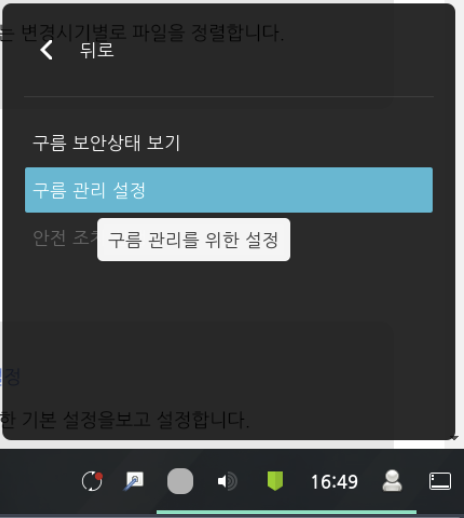 는 변경시기별로 파일을 정렬합니다.
뒤로
구름 보안상태 보기
구름 관리 설정
안전 조
구름 관리를 위한 설정
정
한 기본 설정을보고 설정합니다.
16:49